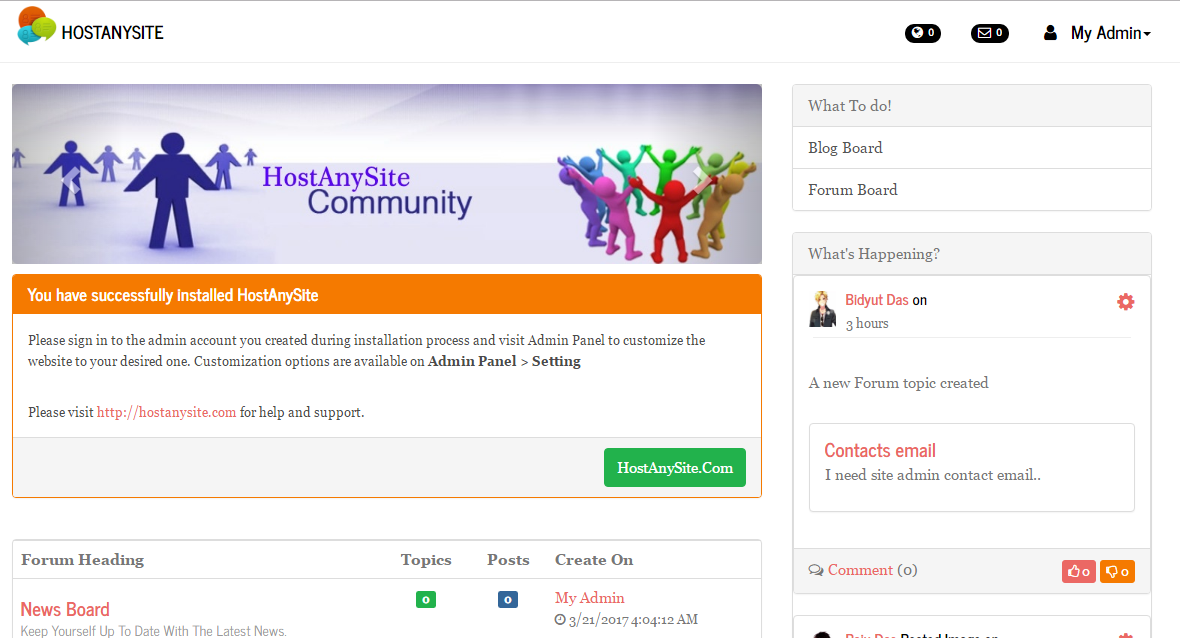 HOSTANYSITE
0
0
My Admin
HostAnySite
Community
What To do!
Blog Board
Forum Board
You have successfully Installed HostAnySite
Please sign in to the admin account you created during installation process and visit Admin Panel to customize the
website to your desired one. Customization options are available on Admin Panel > Setting
Please visit http://hostanysite.com for help and support.
HostAnySite.Com
What's Happening?
Bidyut Das on
3 hours
A new Forum topic created
Contacts email
I need site admin contact email..
Comment (0)
0
0
Forum Heading Topics Posts Create On
News Board 0 0 My Admin
Keep Yourself Up To Date With The Latest News. 3/21/2017 4:04:12 AM
Posted Image on